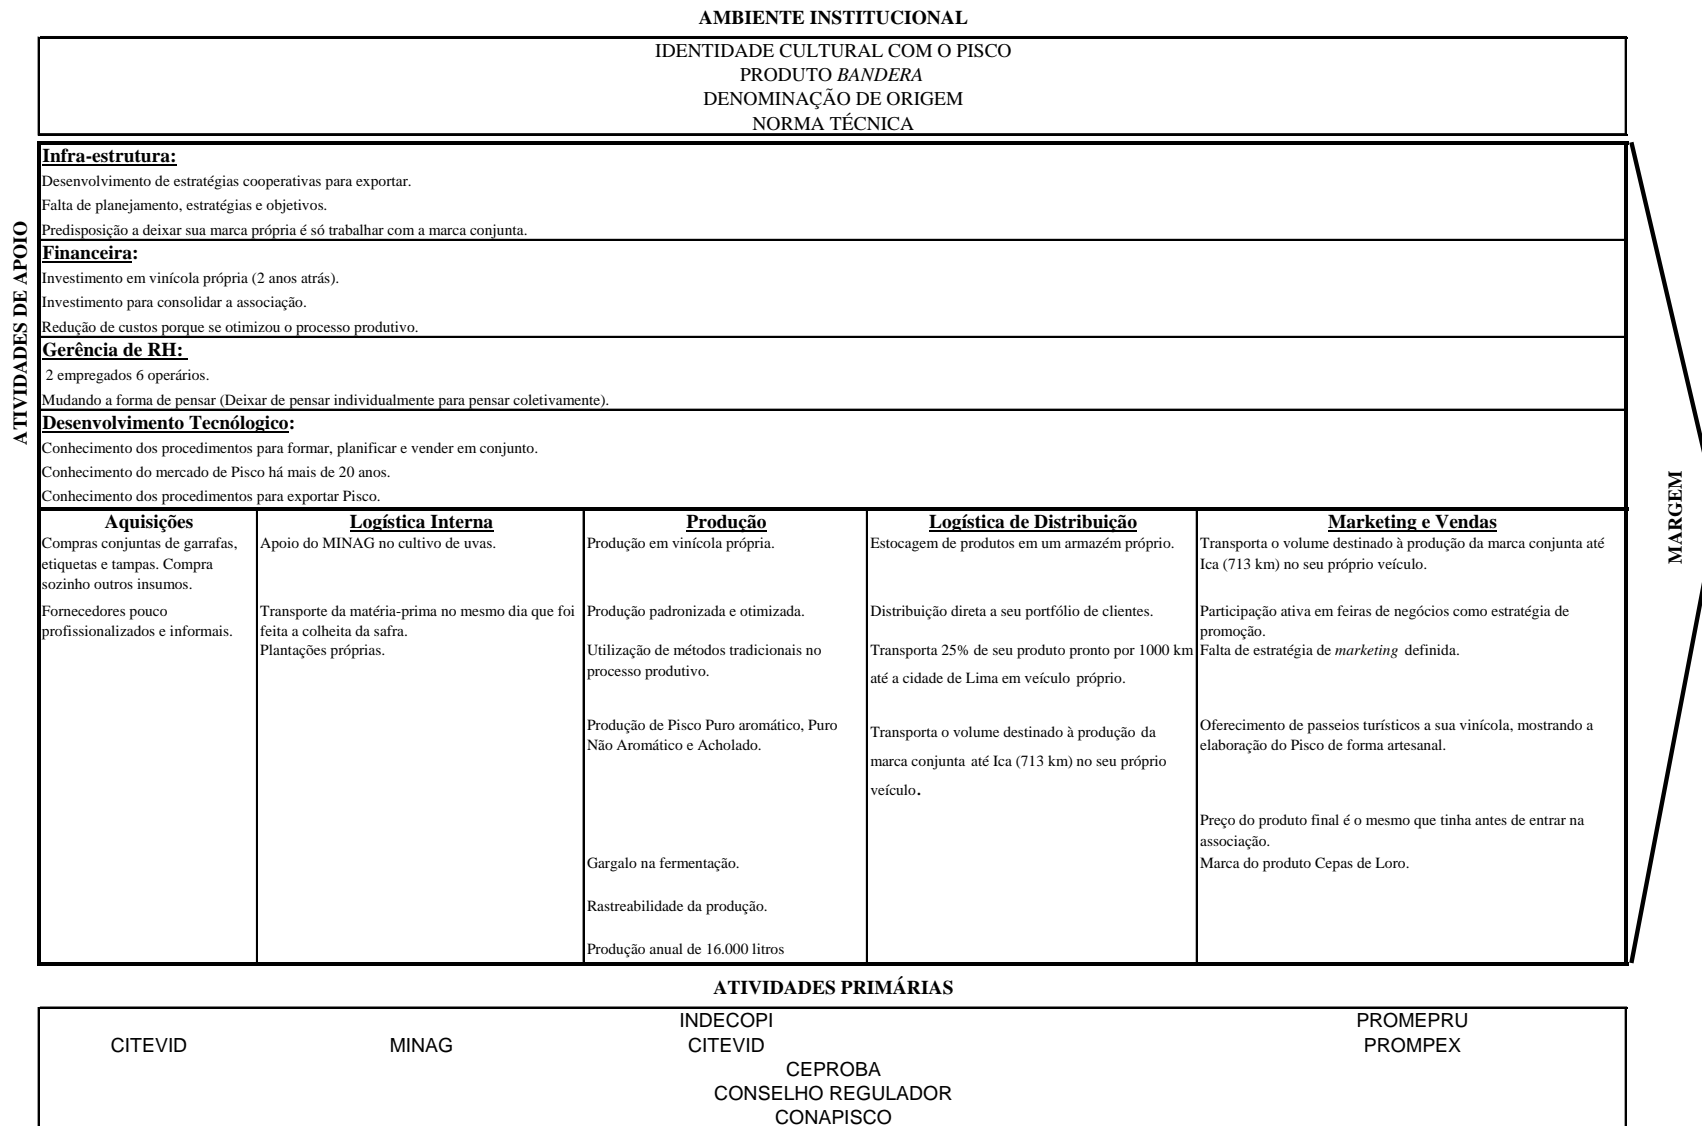 AMBIENTE INSTITUCIONAL
IDENTIDADE CULTURAL COM O PISCO
PRODUTO BANDERA
DENOMINAÇÃO DE ORIGEM
NORMA TÉCNICA
ATIVIDADES DE APOIO
Infra-estrutura:
Desenvolvimento de estratégias cooperativas para exportar.
Falta de planejamento, estratégias e objetivos.
Predisposição a deixar sua marca própria é só trabalhar com a marca conjunta.
Financeira:
Investimento em vinícola própria (2 anos atrás).
Investimento para consolidar a associação.
Redução de custos porque se otimizou o processo produtivo.
Gerência de RH:
2 empregados 6 operários.
Mudando a forma de pensar (Deixar de pensar individualmente para pensar coletivamente).
Desenvolvimento Tecnólogico:
Conhecimento dos procedimentos para formar, planificar e vender em conjunto.
Conhecimento do mercado de Pisco há mais de 20 anos.
Conhecimento dos procedimentos para exportar Pisco.
Aquisições
Compras conjuntas de garrafas,
etiquetas e tampas. Compra
sozinho outros insumos.
Fornecedores pouco
profissionalizados e informais.
Logística Interna
Apoio do MINAG no cultivo de uvas.
Transporte da matéria-prima no mesmo dia que foi
feita a colheita da safra.
Plantações próprias.
Produção
Produção em vinícola própria.
Produção padronizada e otimizada.
Utilização de métodos tradicionais no
processo produtivo.
Produção de Pisco Puro aromático, Puro
Não Aromático e Acholado.
Gargalo na fermentação.
Rastreabilidade da produção.
Produção anual de 16.000 litros
Logística de Distribuição
Estocagem de produtos em um armazém próprio.
Distribuição direta a seu portfólio de clientes.
Transporta 25% de seu produto pronto por 1000 km
até a cidade de Lima em veículo próprio.
Transporta o volume destinado à produção da
marca conjunta até Ica (713 km) no seu próprio
veículo.
Marketing e Vendas
Transporta o volume destinado à produção da marca conjunta até
Ica (713 km) no seu próprio veículo.
Participação ativa em feiras de negócios como estratégia de
promoção.
Falta de estratégia de marketing definida.
Oferecimento de passeios turísticos a sua vinícola, mostrando a
elaboração do Pisco de forma artesanal.
Preço do produto final é o mesmo que tinha antes de entrar na
associação.
Marca do produto Cepas de Loro.
MARGEM
ATIVIDADES PRIMÁRIAS
INDECOPI PROMEPRU
CITEVID MINAG CITEVID PROMPEX
CEPROBA
CONSELHO REGULADOR
CONAPISCO